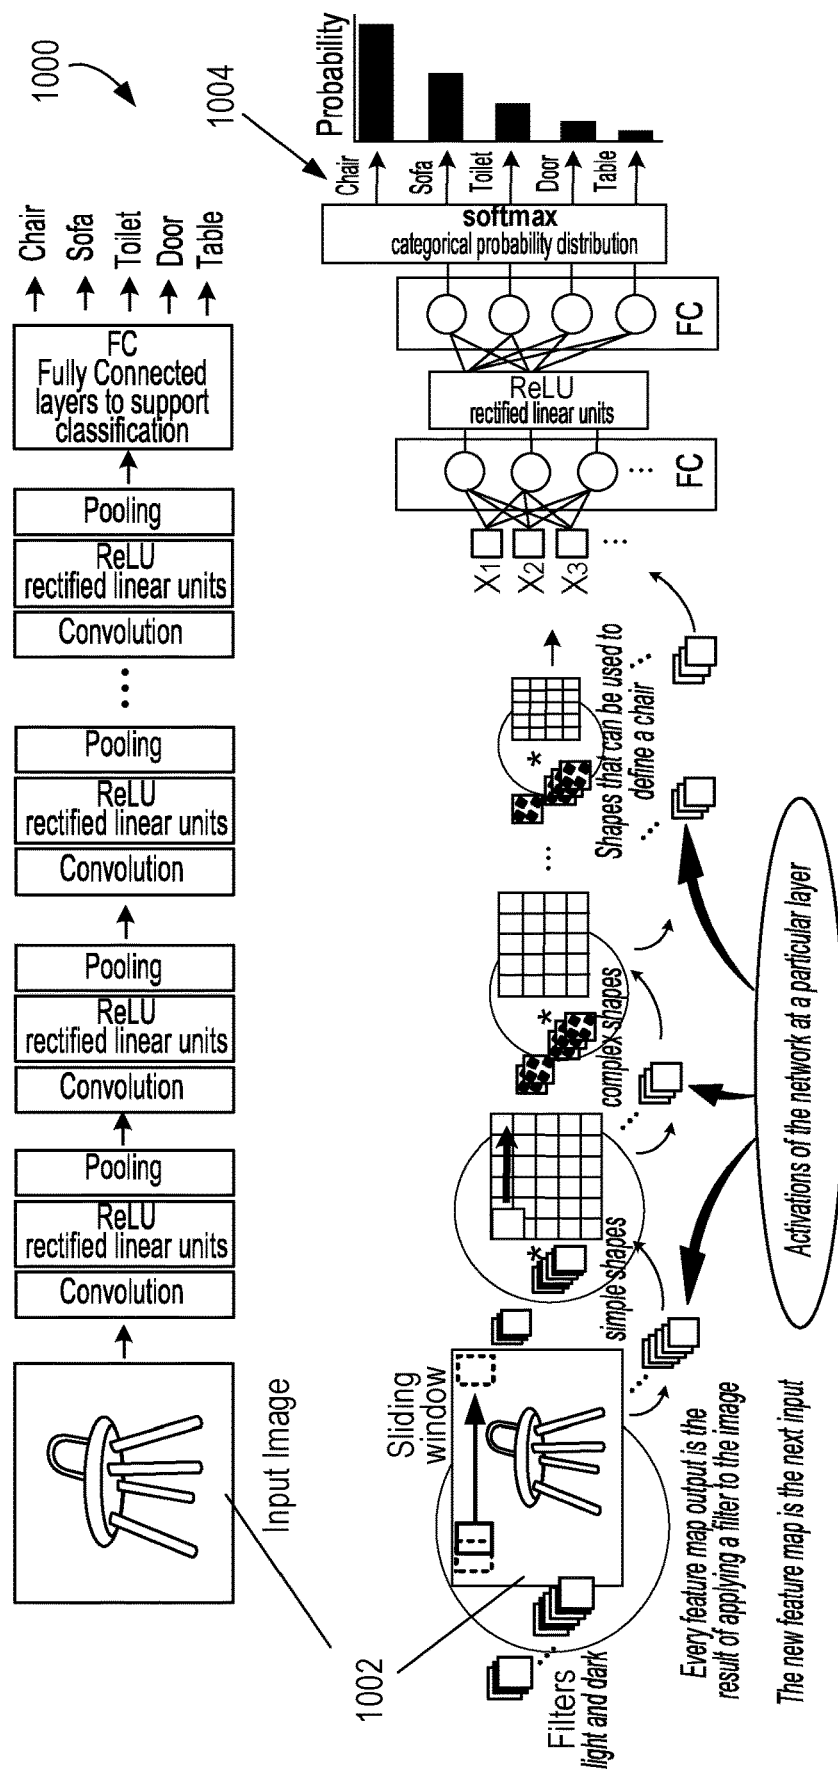 1000
Input Image
Convolution
ReLU
rectified linear units
Pooling
Convolution
ReLU
rectified linear units
Pooling
Convolution
ReLU
rectified linear units
Pooling
...
Convolution
ReLU
rectified linear units
Pooling
FC
Fully Connected
layers to support
classification
Chair
Sofa
Toilet
Door
Table
1002
1004
Filters
light and dark
...
Sliding
window
...
simple shapes
*
...
complex shapes
*
...
...
Shapes that can be used to
define a chair
*
...
X1
X2
X3
...
FC
...
ReLU
rectified linear units
FC
softmax
categorical probability distribution
Chair
Sofa
Toilet
Door
Table
Probability
Every feature map output is the
result of applying a filter to the image
The new feature map is the next input
Activations of the network at a particular layer